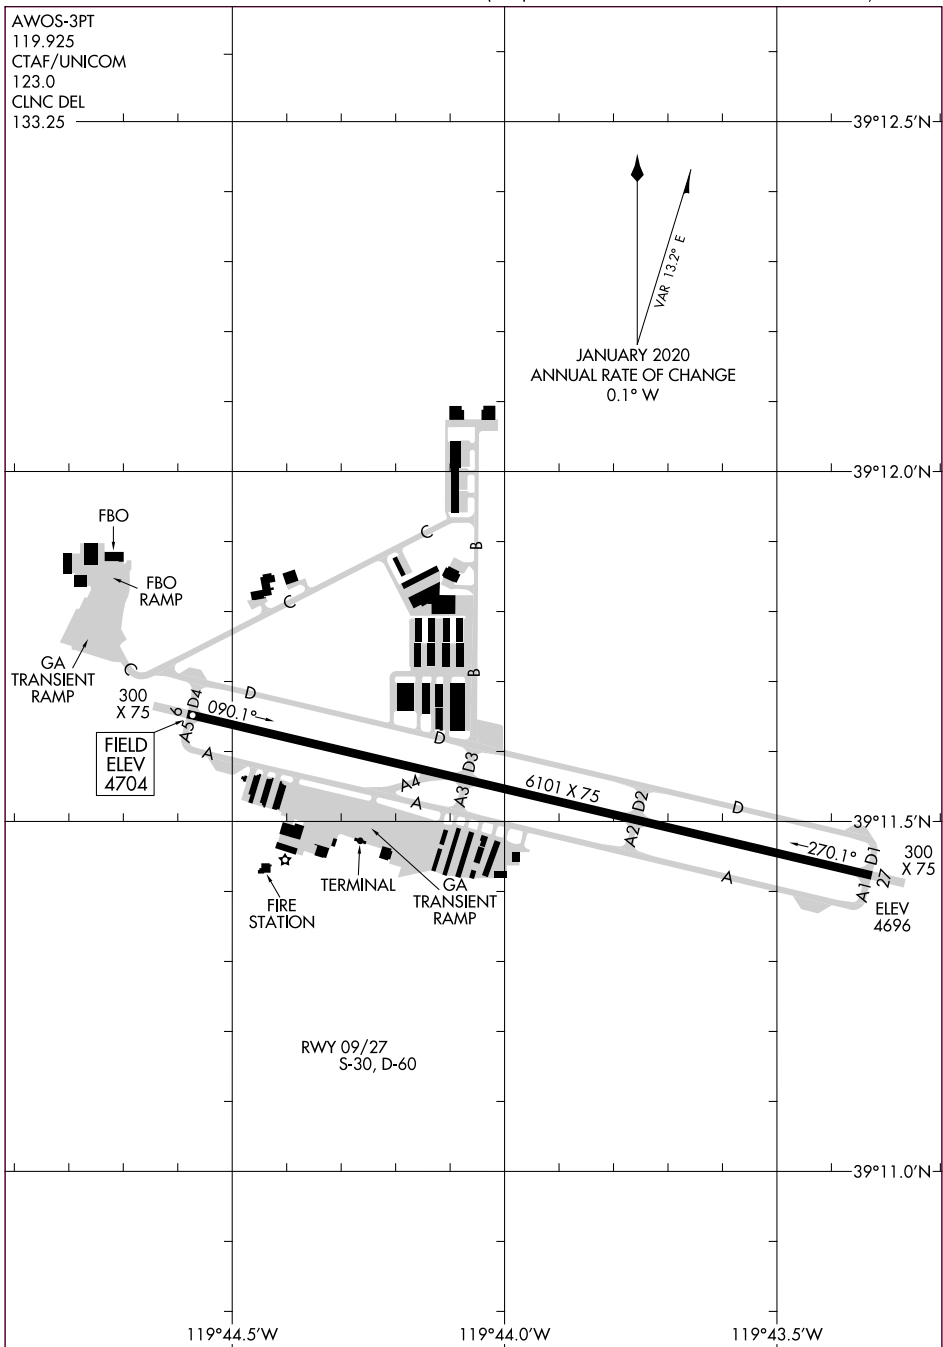 AWOS-3PT
119.925
CTAF/UNICOM
123.0
CLNC DEL
133.25
39°12.5'N
VAR 13.2° E
JANUARY 2020
ANNUAL RATE OF CHANGE
0.1° W
39°12.0'N
FBO
C
B
FBO
RAMP
C
GA
TRANSIENT
RAMP
C
B
300
X 75
9
D4
D
090.1°
A5
D
FIELD
ELEV
4704
A
A4
A
A3
D3
6101 X 75
D2
D
A2
39°11.5'N
270.1°
D1
300
X 75
A
A1
27
ELEV
4696
TERMINAL
GA
TRANSIENT
RAMP
FIRE
STATION
RWY 09/27
S-30, D-60
39°11.0'N
119°44.5'W
119°44.0'W
119°43.5'W